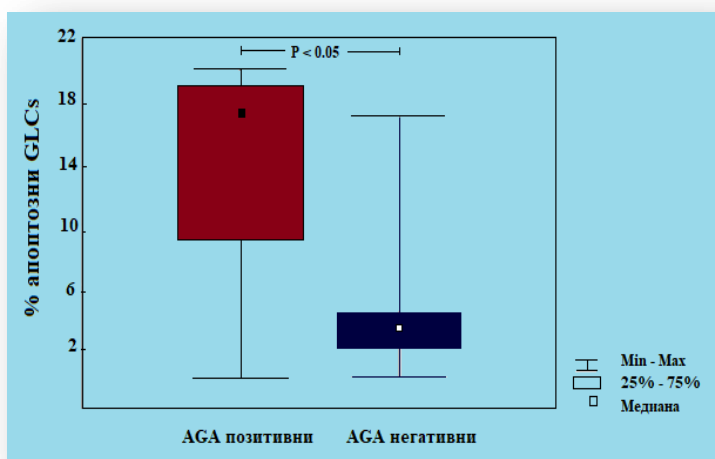 22
P < 0.05
18
14
10
6
2
% апоптозни GLCs
AGA позитивни
AGA негативни
Min - Max
25% - 75%
Медиана